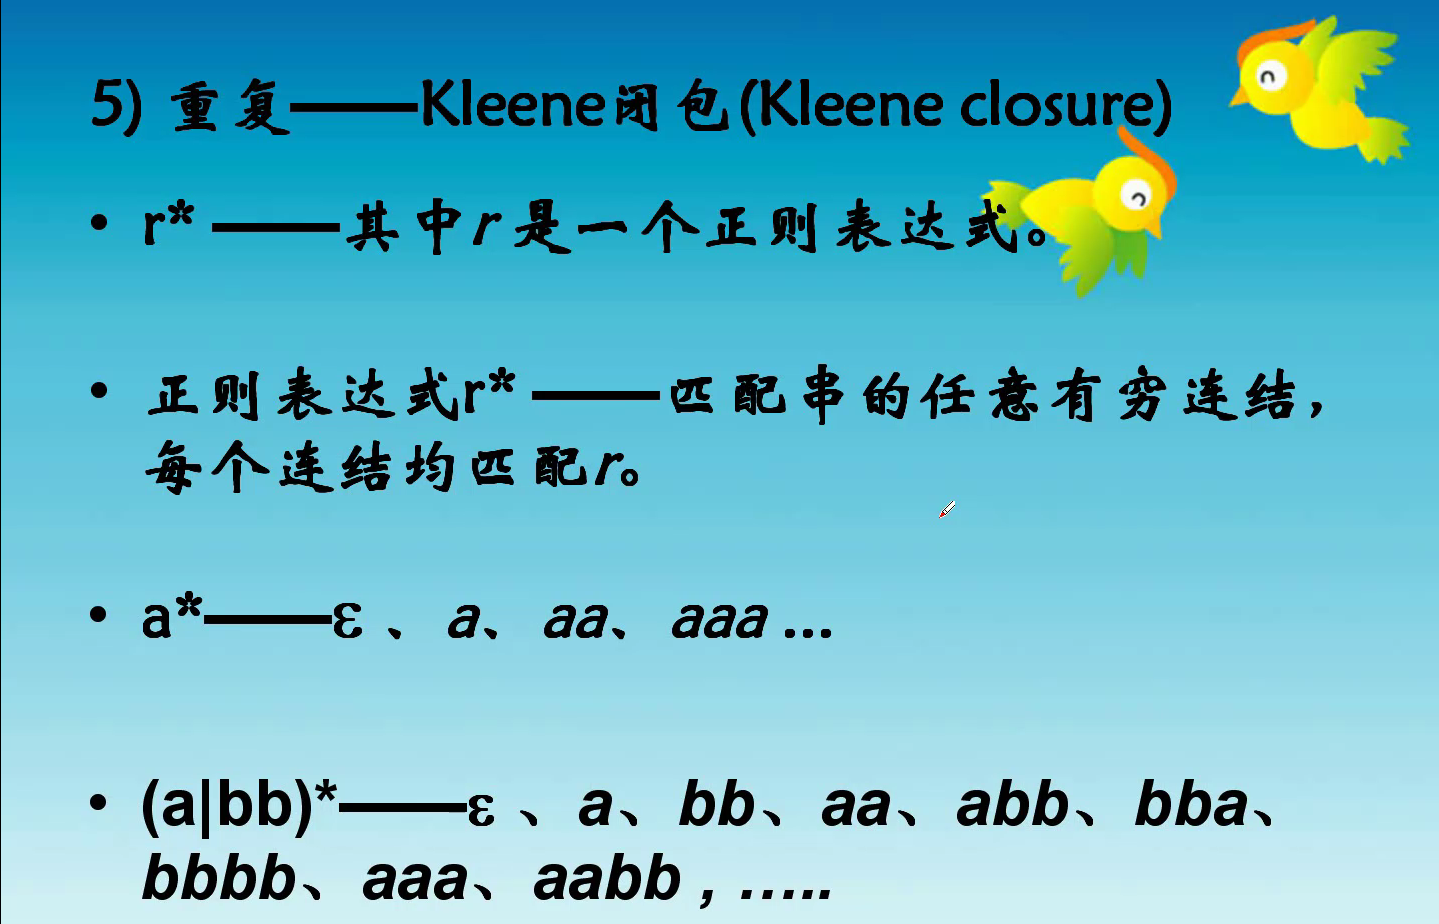 5) 重复——Kleene闭包(Kleene closure)
• r* ——其中r是一个正则表达式。
• 正则表达式r* ——匹配串的任意有穷连结，
每个连结均匹配r。
• a*——ε 、a、aa、aaa ...
• (a|bb)*——ε 、a、bb、aa、abb、bba、
bbbb、aaa、aabb , …..